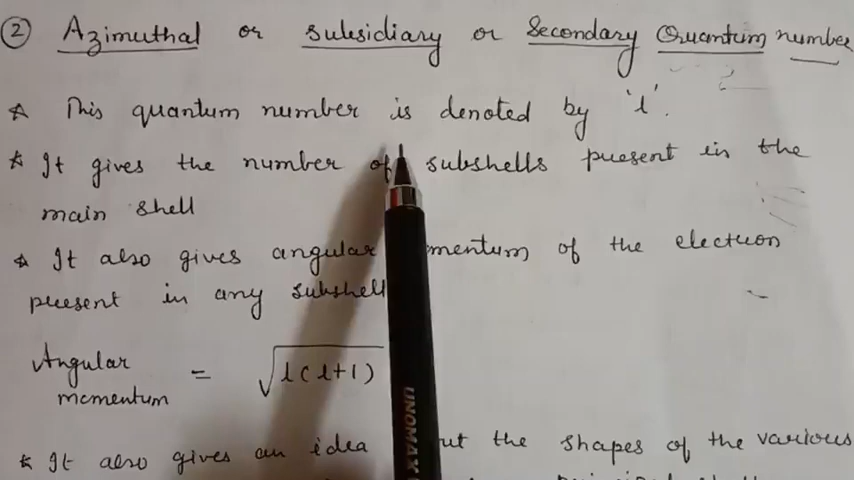 ② Azimuthal or subsidiary or Secondary Quantum number
* This quantum number is denoted by 'l'.
* It gives the number of subshells present in the
main shell
* It also gives angular mentum of the electron
present in any subshell
Angular momentum = √l(l+1)
* It also gives an idea ut the shapes of the various
UNOMAX